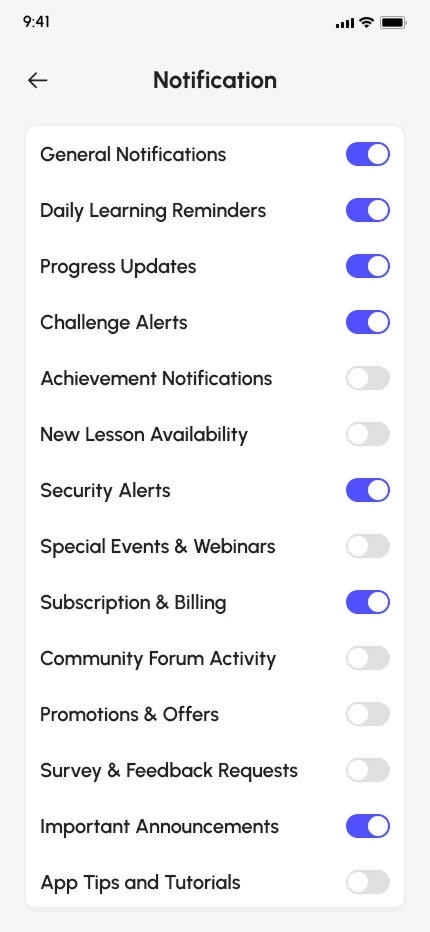 9:41
Notification
General Notifications
Daily Learning Reminders
Progress Updates
Challenge Alerts
Achievement Notifications
New Lesson Availability
Security Alerts
Special Events & Webinars
Subscription & Billing
Community Forum Activity
Promotions & Offers
Survey & Feedback Requests
Important Announcements
App Tips and Tutorials